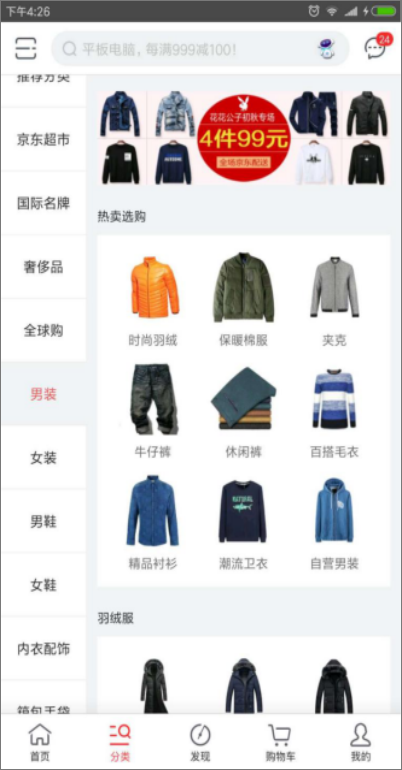 下午4:26
平板电脑，每满999减100！
24
推荐分类
京东超市
国际名牌
奢侈品
全球购
男装
女装
男鞋
女鞋
内衣配饰
箱包手袋
花花公子初秋专场
4件99元
全场京东配送
热卖选购
时尚羽绒
保暖棉服
夹克
牛仔裤
休闲裤
百搭毛衣
精品衬衫
潮流卫衣
自营男装
羽绒服
首页
分类
发现
购物车
我的